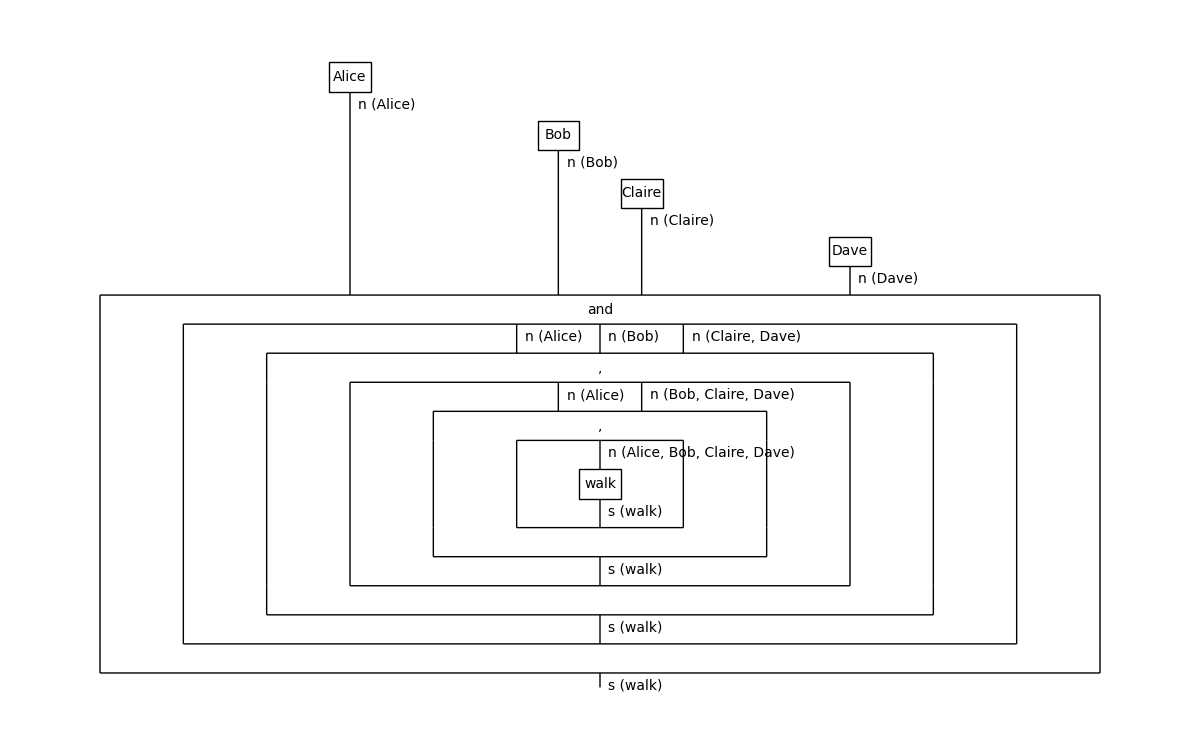 Alice
n (Alice)
Bob
n (Bob)
Claire
n (Claire)
Dave
n (Dave)
and
n (Alice) n (Bob) n (Claire, Dave)
,
n (Alice) n (Bob, Claire, Dave)
,
n (Alice, Bob, Claire, Dave)
walk
s (walk)
s (walk)
s (walk)
s (walk)